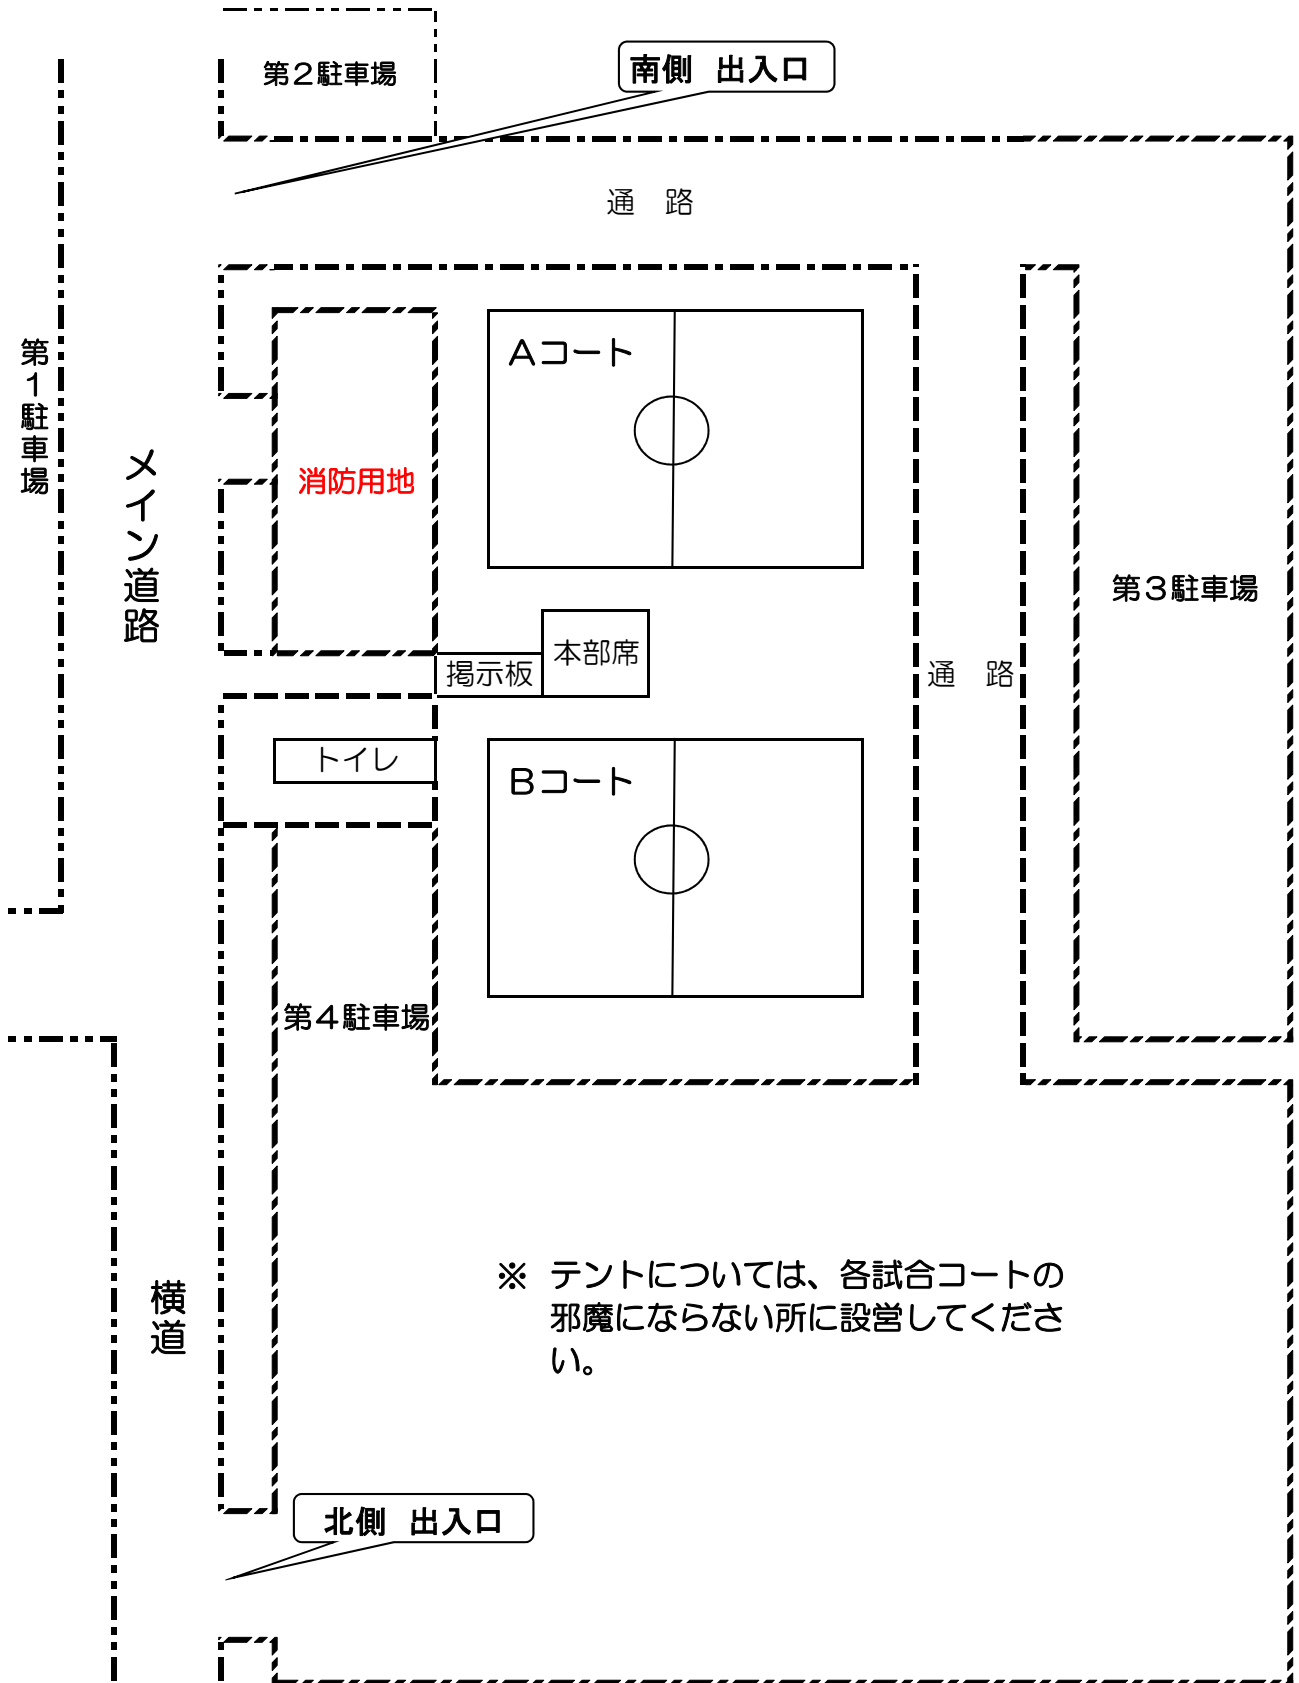 第２駐車場
南側　出入口
通　路
第１駐車場
Ａコート
メイン道路
消防用地
第３駐車場
本部席
掲示板
通　路
トイレ
Ｂコート
第４駐車場
※　テントについては、各試合コートの
邪魔にならない所に設営してくださ
い。
横道
北側　出入口